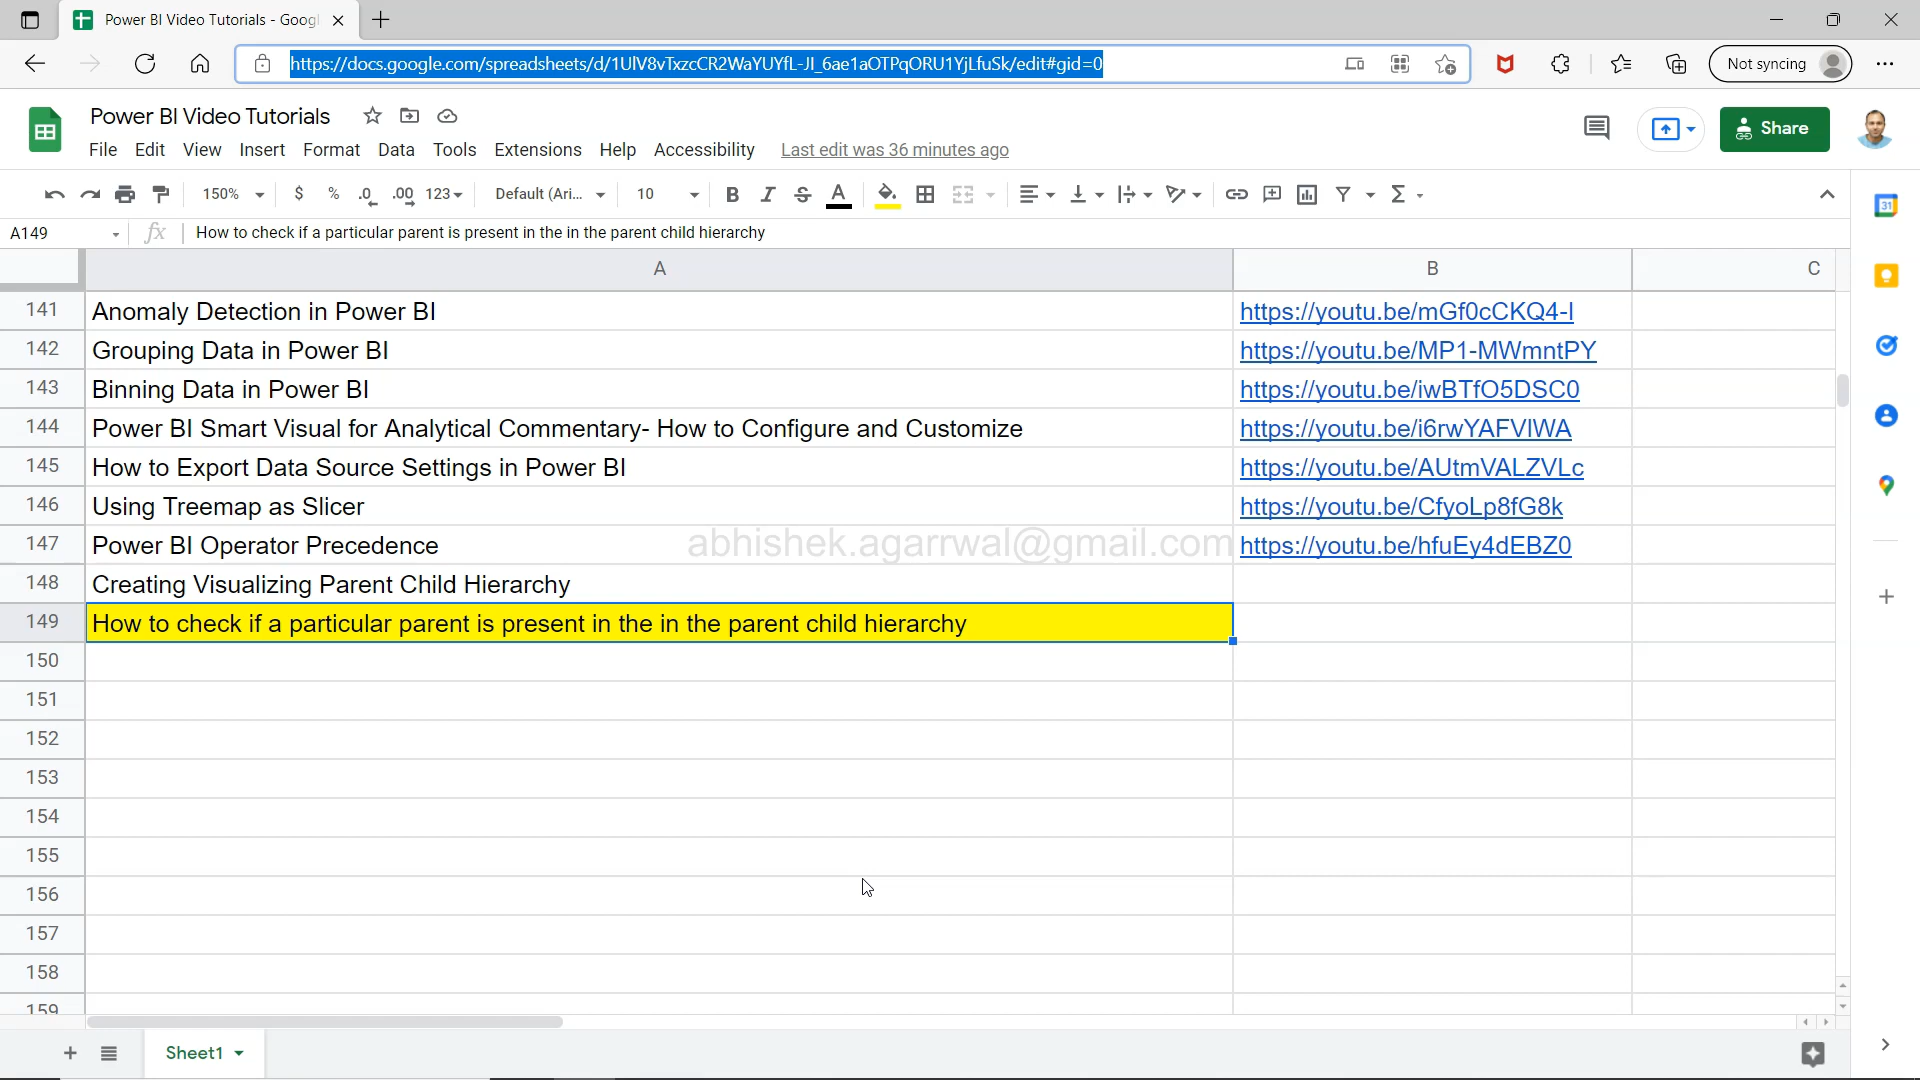 Power BI Video Tutorials - Googl
https://docs.google.com/spreadsheets/d/1UlV8vTxzcCR2WaYUYfL-Jl_6ae1aOTPqORU1YjLfuSk/edit#gid=0
Not syncing
Power BI Video Tutorials
File Edit View Insert Format Data Tools Extensions Help Accessibility Last edit was 36 minutes ago
Share
150% $ % .0 .00 123 Default (Ari... 10 B I S A
A149 fx How to check if a particular parent is present in the in the parent child hierarchy
A B C
141 Anomaly Detection in Power BI https://youtu.be/mGf0cCKQ4-I
142 Grouping Data in Power BI https://youtu.be/MP1-MWmntPY
143 Binning Data in Power BI https://youtu.be/iwBTfO5DSC0
144 Power BI Smart Visual for Analytical Commentary- How to Configure and Customize https://youtu.be/i6rwYAFVIWA
145 How to Export Data Source Settings in Power BI https://youtu.be/AUtmVALZVLc
146 Using Treemap as Slicer https://youtu.be/CfyoLp8fG8k
147 Power BI Operator Precedence abhishek.agarrwal@gmail.com https://youtu.be/hfuEy4dEBZ0
148 Creating Visualizing Parent Child Hierarchy
149 How to check if a particular parent is present in the in the parent child hierarchy
150
151
152
153
154
155
156
157
158
159
Sheet1